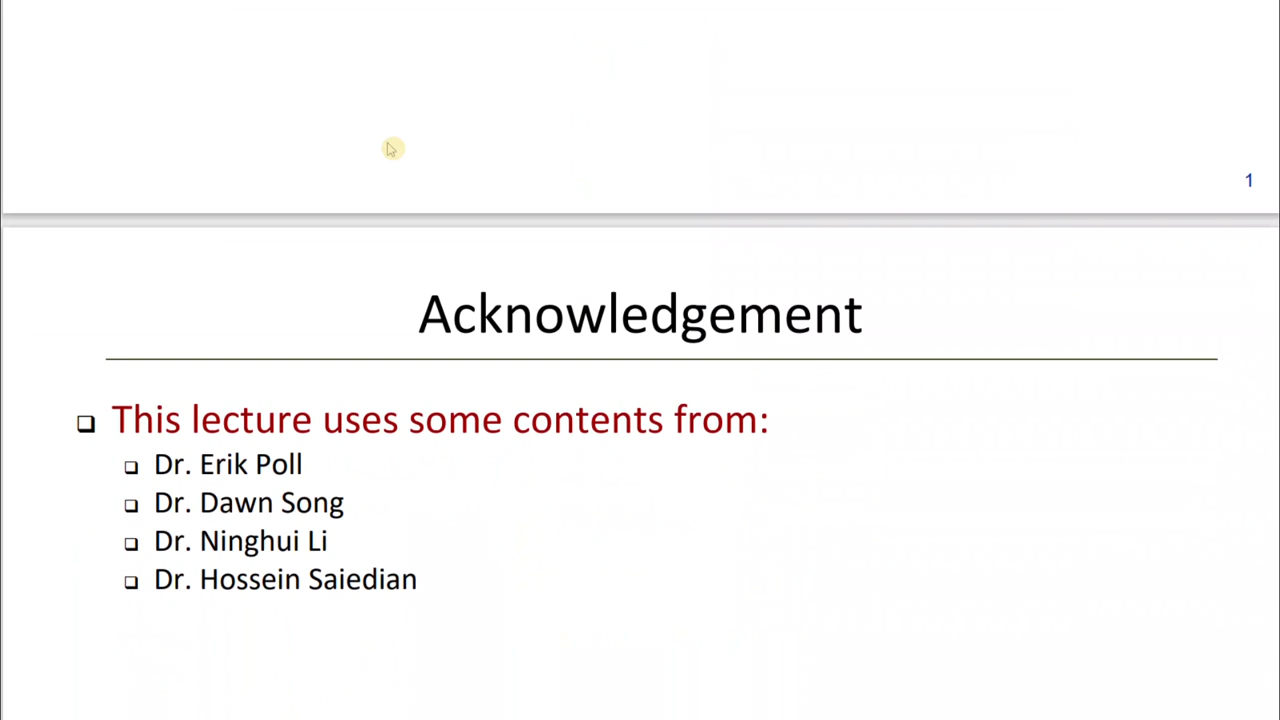 1
Acknowledgement
This lecture uses some contents from:
Dr. Erik Poll
Dr. Dawn Song
Dr. Ninghui Li
Dr. Hossein Saiedian